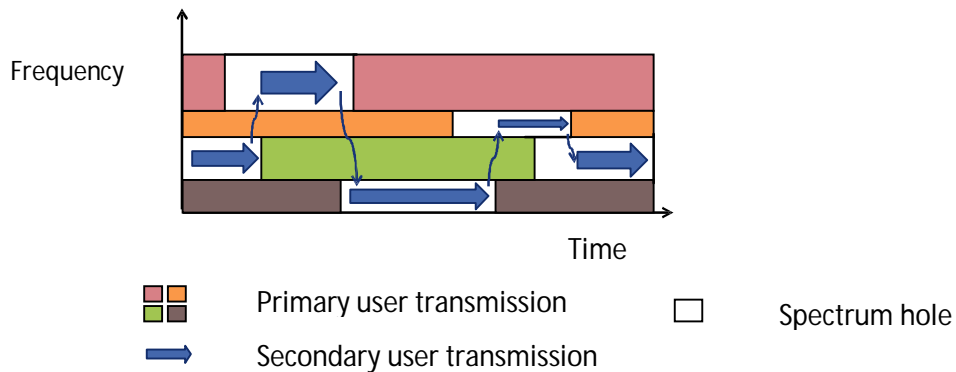 Frequency
Time
Primary user transmission
Spectrum hole
Secondary user transmission